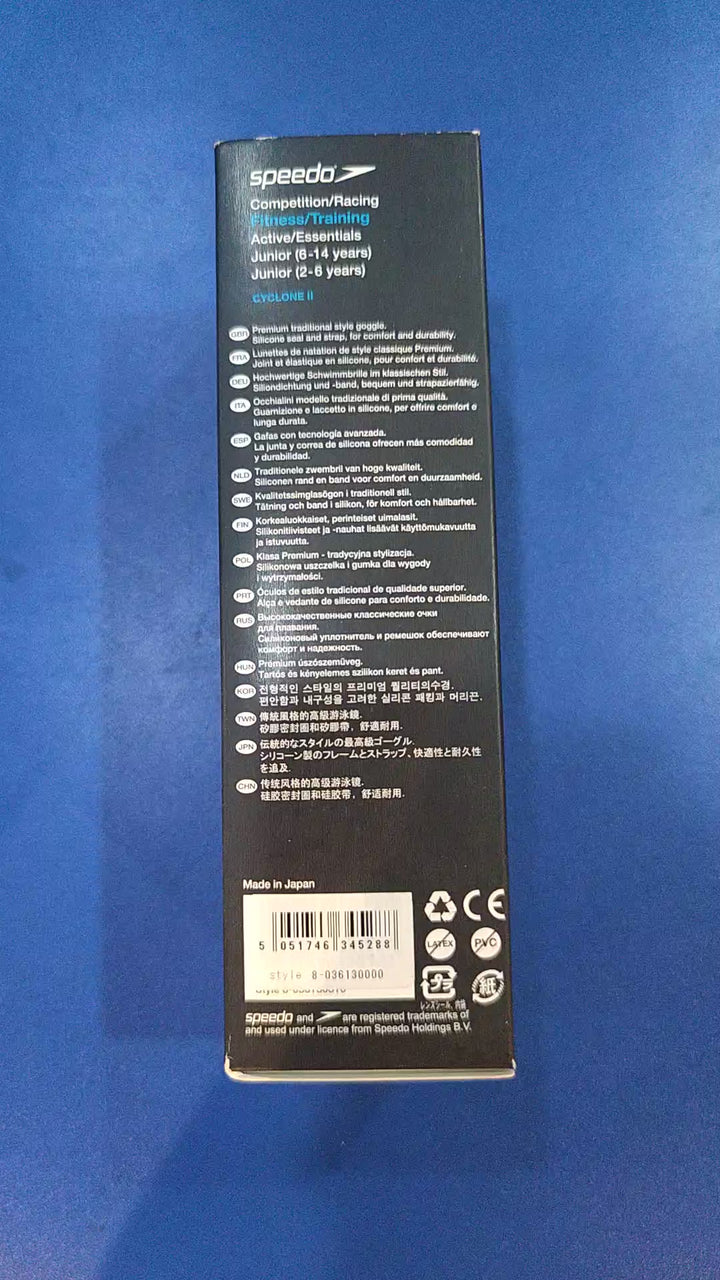 speedo
Competition/Racing
Fitness/Training
Active/Essentials
Junior (6-14 years)
Junior (2-6 years)
CYCLONE II
GBR Premium traditional style goggle.
Silicone seal and strap, for comfort and durability.
FRA Lunettes de natation de style classique Premium.
Joint et élastique en silicone, pour confort et durabilité.
DEU Hochwertige Schwimmbrille im klassischen Stil.
Siliondichtung und -band, bequem und strapazierfähig.
ITA Occhialini modello tradizionale di prima qualità.
Guarnizione e laccetto in silicone, per offrire comfort e
lunga durata.
ESP Gafas con tecnología avanzada.
La junta y correa de silicona ofrecen más comodidad
y durabilidad.
NLD Traditionele zwembril van hoge kwaliteit.
Siliconen rand en band voor comfort en duurzaamheid.
SWE Kvalitetssimglasögon i traditionell stil.
Tätning och band i silikon, för komfort och hållbarhet.
FIN Korkealuokkaiset, perinteiset uimalasit.
Silikonitiivisteet ja -nauhat lisäävät käyttömukavuutta
ja istuvuutta.
POL Klasa Premium - tradycyjna stylizacja.
Silikonowa uszczelka i gumka dla wygody
i wytrzymałości.
PRT Óculos de estilo tradicional de qualidade superior.
Alça e vedante de silicone para conforto e durabilidade.
RUS Высококачественные классические очки
для плавания.
Силиконовый уплотнитель и ремешок обеспечивают
комфорт и надежность.
HUN Prémium úszószemüveg.
Tartós és kényelemes szilikon keret és pant.
KOR 전형적인 스타일의 프리미엄 퀄리티의수경.
편안함과 내구성을 고려한 실리콘 패킹과 머리끈.
TWN 傳統風格的高級游泳鏡.
矽膠密封圈和矽膠帶，舒適耐用.
JPN 伝統的なスタイルの最高級ゴーグル.
シリコーン製のフレームとストラップ、快適性と耐久性
を追及.
CHN 传统风格的高级游泳镜.
硅胶密封圈和硅胶带，舒适耐用.
Made in Japan
5 051746 345288
style 8-036130000
CE
LATEX PVC
プラ 紙
レンズシール、内袋
speedo and are registered trademarks of
and used under licence from Speedo Holdings B.V.